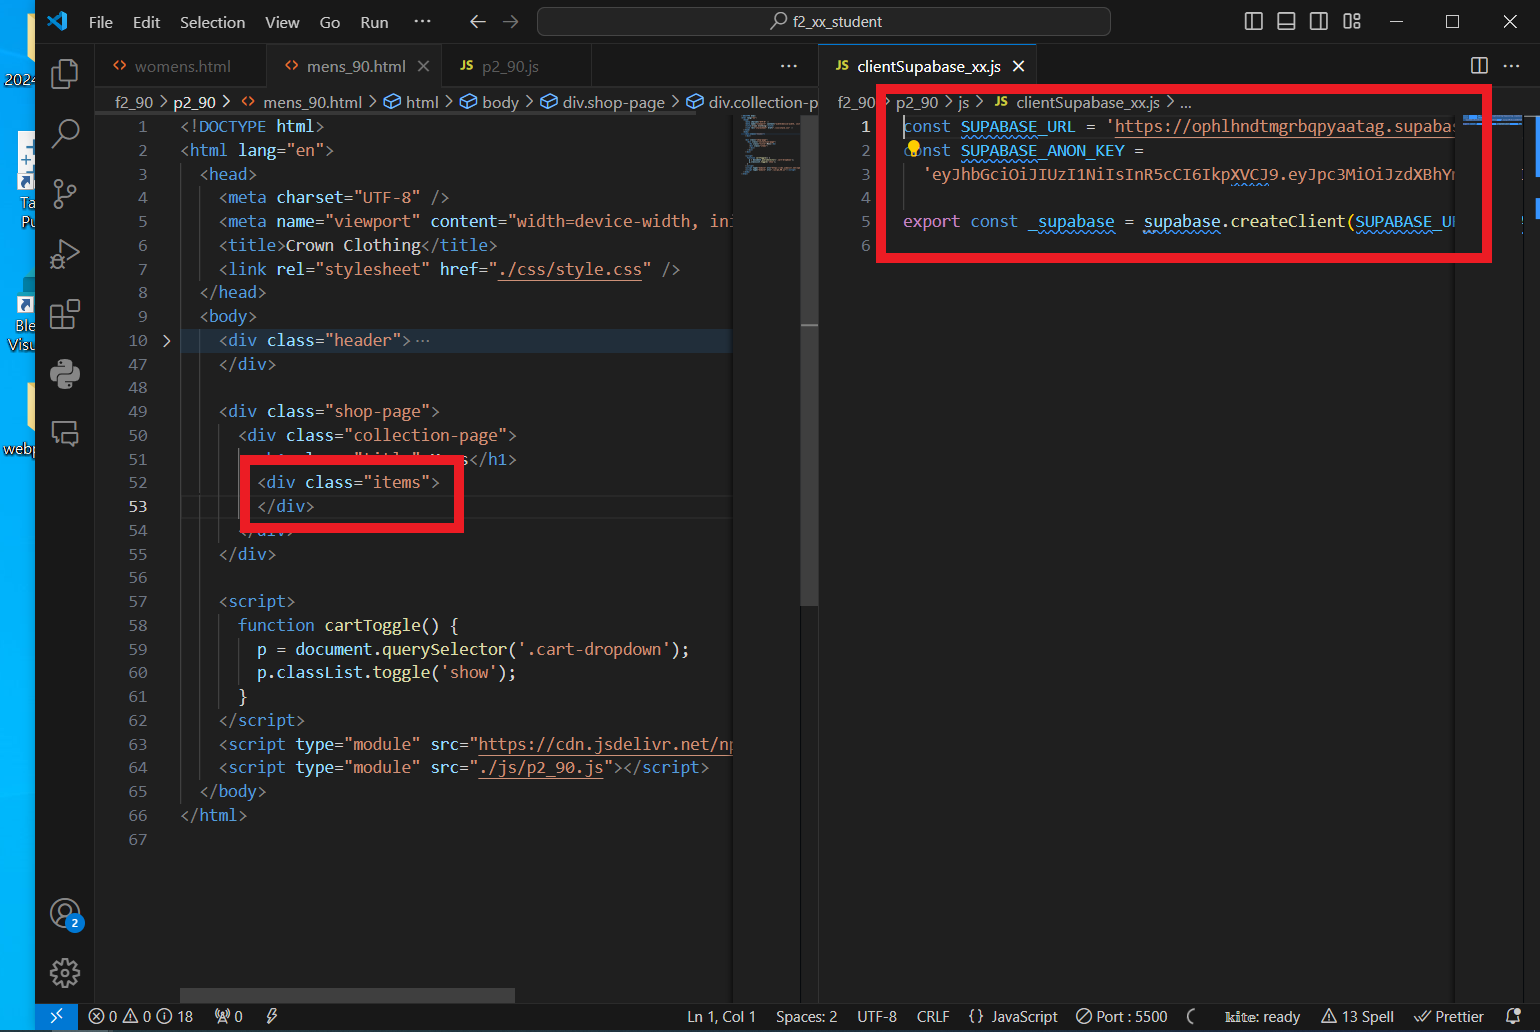 File Edit Selection View Go Run ··· f2_xx_student
2024
womens.html mens_90.html JS p2_90.js ··· JS clientSupabase_xx.js ···
f2_90 > p2_90 > mens_90.html > html > body > div.shop-page > div.collection-p
f2_90 > p2_90 > js > JS clientSupabase_xx.js > ...
1 <!DOCTYPE html>
2 <html lang="en">
3 <head>
4 <meta charset="UTF-8" />
5 <meta name="viewport" content="width=device-width, ini
6 <title>Crown Clothing</title>
7 <link rel="stylesheet" href="./css/style.css" />
8 </head>
9 <body>
10 <div class="header">···
47 </div>
48
49 <div class="shop-page">
50 <div class="collection-page">
51 </h1>
52 <div class="items">
53 </div>
54 </div>
55 </div>
56
57 <script>
58 function cartToggle() {
59 p = document.querySelector('.cart-dropdown');
60 p.classList.toggle('show');
61 }
62 </script>
63 <script type="module" src="https://cdn.jsdelivr.net/np
64 <script type="module" src="./js/p2_90.js"></script>
65 </body>
66 </html>
67
1 const SUPABASE_URL = 'https://ophlhndtmgrbqpyaatag.supabas
2 const SUPABASE_ANON_KEY =
3 'eyJhbGciOiJIUzI1NiIsInR5cCI6IkpXVCJ9.eyJpc3MiOiJzdXBhYm
4
5 export const _supabase = supabase.createClient(SUPABASE_UR
6
Ta
Pu
Ble
Visu
webp
2
0 0 18 0 Ln 1, Col 1 Spaces: 2 UTF-8 CRLF {} JavaScript Port : 5500 kite: ready 13 Spell Prettier